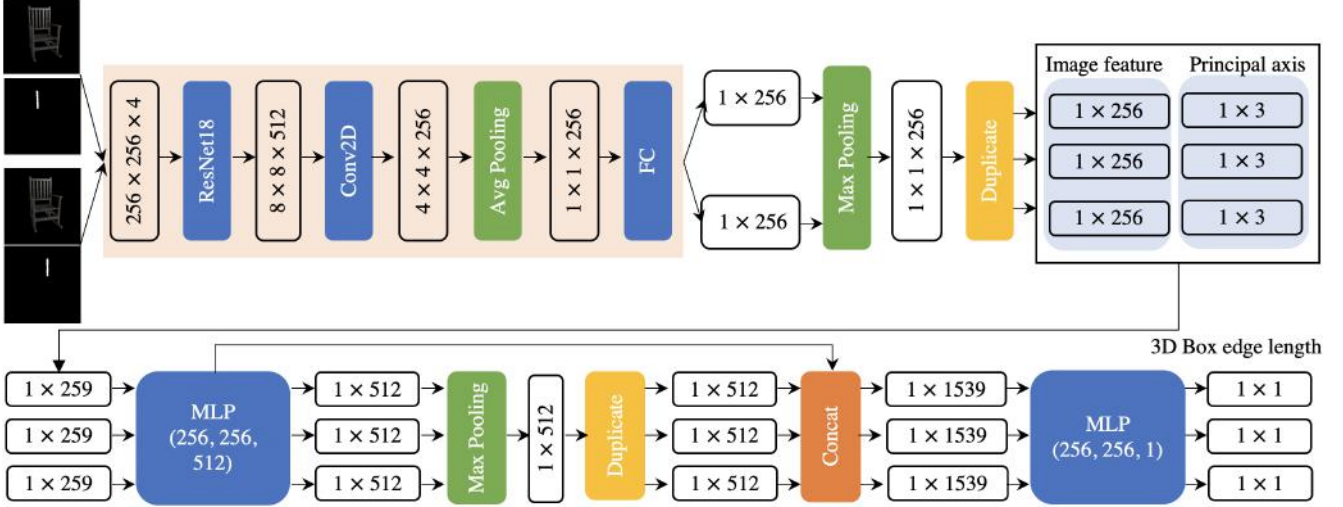 256 × 256 × 4
ResNet18
8 × 8 × 512
Conv2D
4 × 4 × 256
Avg Pooling
1 × 1 × 256
FC
1 × 256
1 × 256
Max Pooling
1 × 1 × 256
Duplicate
Image feature
Principal axis
1 × 256
1 × 3
1 × 256
1 × 3
1 × 256
1 × 3
3D Box edge length
1 × 259
1 × 259
1 × 259
MLP
(256, 256,
512)
1 × 512
1 × 512
1 × 512
Max Pooling
1 × 512
Duplicate
1 × 512
1 × 512
1 × 512
Concat
1 × 1539
1 × 1539
1 × 1539
MLP
(256, 256, 1)
1 × 1
1 × 1
1 × 1